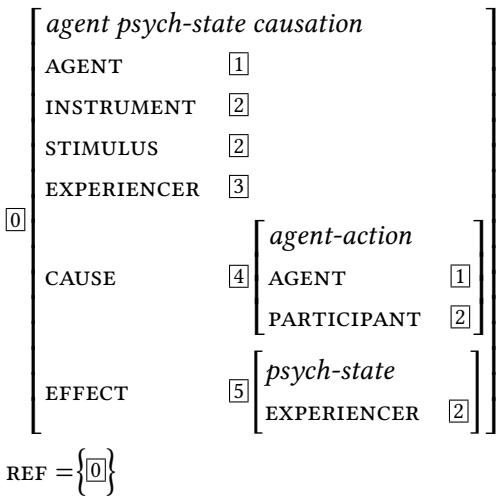 agent psych-state causation
AGENT 1
INSTRUMENT 2
STIMULUS 2
EXPERIENCER 3
0
agent-action
CAUSE 4 AGENT 1
PARTICIPANT 2
psych-state
EFFECT 5
EXPERIENCER 2
REF ={0}